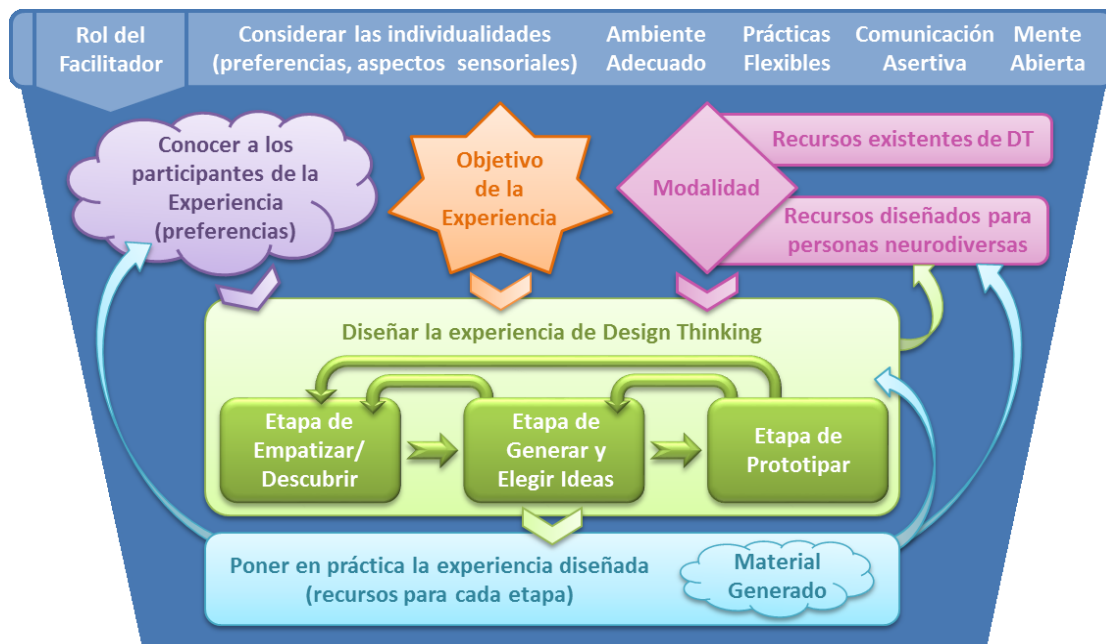 Rol del
Facilitador
Considerar las individualidades
(preferencias, aspectos sensoriales)
Ambiente
Adecuado
Prácticas
Flexibles
Comunicación
Asertiva
Mente
Abierta
Conocer a los
participantes de la
Experiencia
(preferencias)
Objetivo
de la
Experiencia
Modalidad
Recursos existentes de DT
Recursos diseñados para
personas neurodiversas
Diseñar la experiencia de Design Thinking
Etapa de
Empatizar/
Descubrir
Etapa de
Generar y
Elegir Ideas
Etapa de
Prototipar
Poner en práctica la experiencia diseñada
(recursos para cada etapa)
Material
Generado